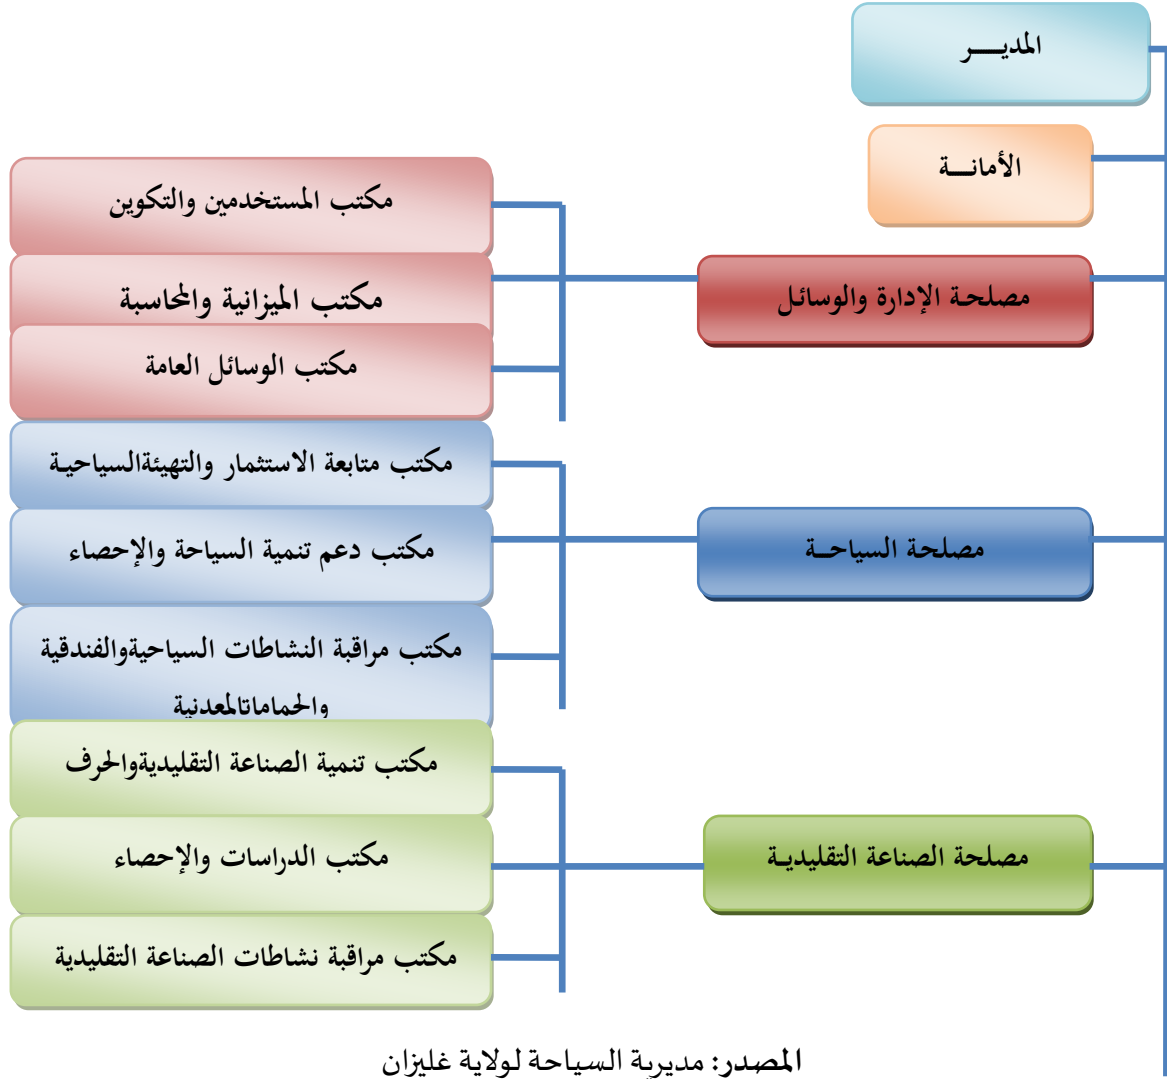 المديـــر
الأمانــة
مصلحة الإدارة والوسائل
مكتب المستخدمين والتكوين
مكتب الميزانية والمحاسبة
مكتب الوسائل العامة
مصلحة السياحــة
مكتب متابعة الاستثمار والتهيئةالسياحيـة
مكتب دعم تنمية السياحة والإحصاء
مكتب مراقبة النشاطات السياحيةوالفندقية
والحماماتالمعدنية
مصلحة الصناعة التقليديـة
مكتب تنمية الصناعة التقليديةوالحرف
مكتب الدراسات والإحصاء
مكتب مراقبة نشاطات الصناعة التقليدية
المصدر: مديرية السياحة لولاية غليزان